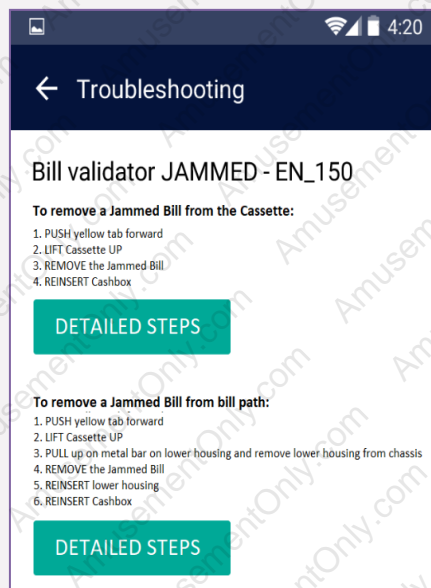 4:20
Troubleshooting
Bill validator JAMMED - EN_150
To remove a Jammed Bill from the Cassette:
1. PUSH yellow tab forward
2. LIFT Cassette UP
3. REMOVE the Jammed Bill
4. REINSERT Cashbox
DETAILED STEPS
To remove a Jammed Bill from bill path:
1. PUSH yellow tab forward
2. LIFT Cassette UP
3. PULL up on metal bar on lower housing and remove lower housing from chassis
4. REMOVE the Jammed Bill
5. REINSERT lower housing
6. REINSERT Cashbox
DETAILED STEPS
AmusementOnly.com